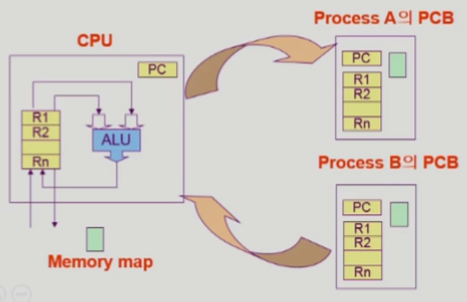 CPU
PC
R1
R2
Rn
ALU
Memory map
Process A의 PCB
PC
R1
R2
Rn
Process B의 PCB
PC
R1
R2
Rn